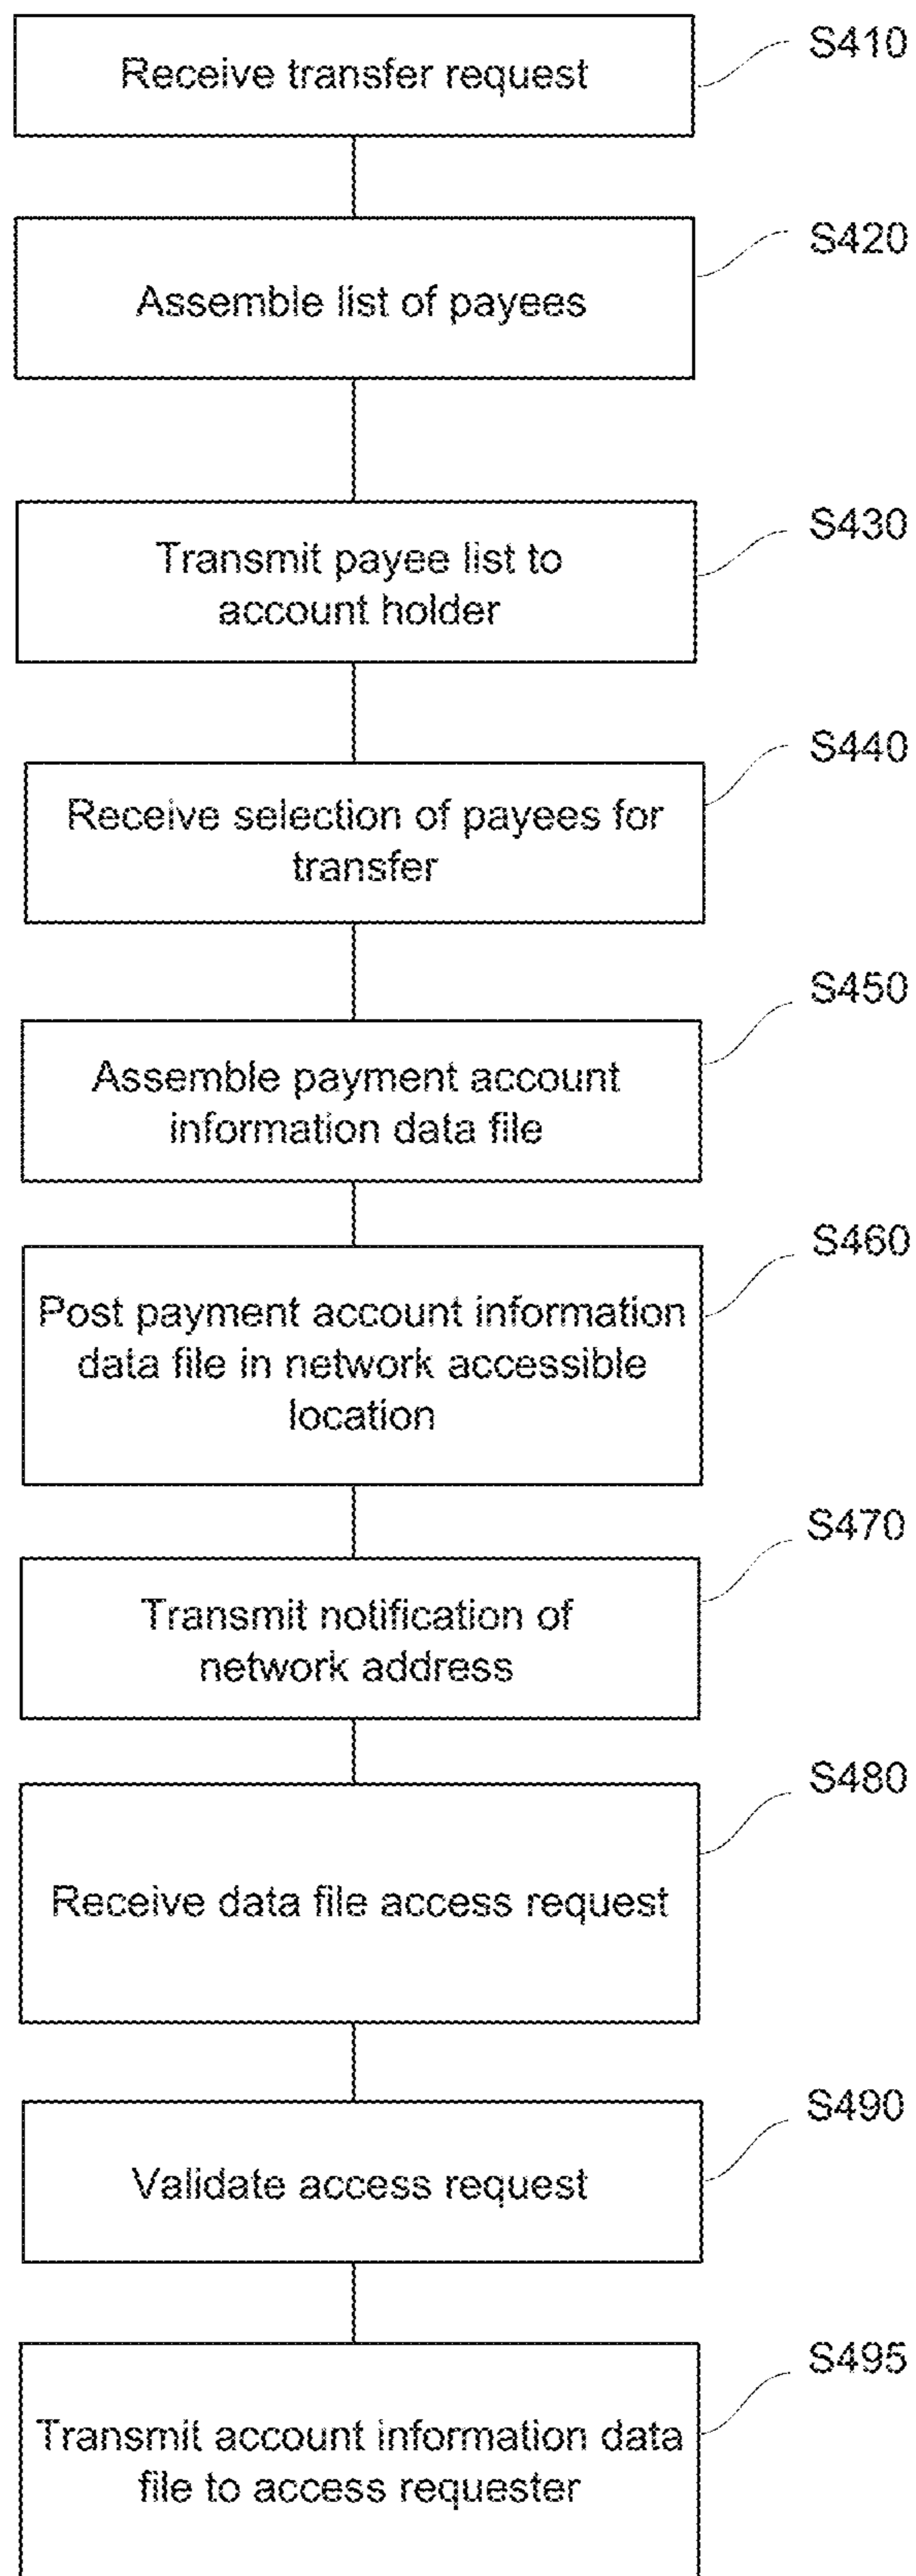 Receive transfer request
S410
Assemble list of payees
S420
Transmit payee list to
account holder
S430
Receive selection of payees for
transfer
S440
Assemble payment account
information data file
S450
Post payment account information
data file in network accessible
location
S460
Transmit notification of
network address
S470
Receive data file access request
S480
Validate access request
S490
Transmit account information data
file to access requester
S495